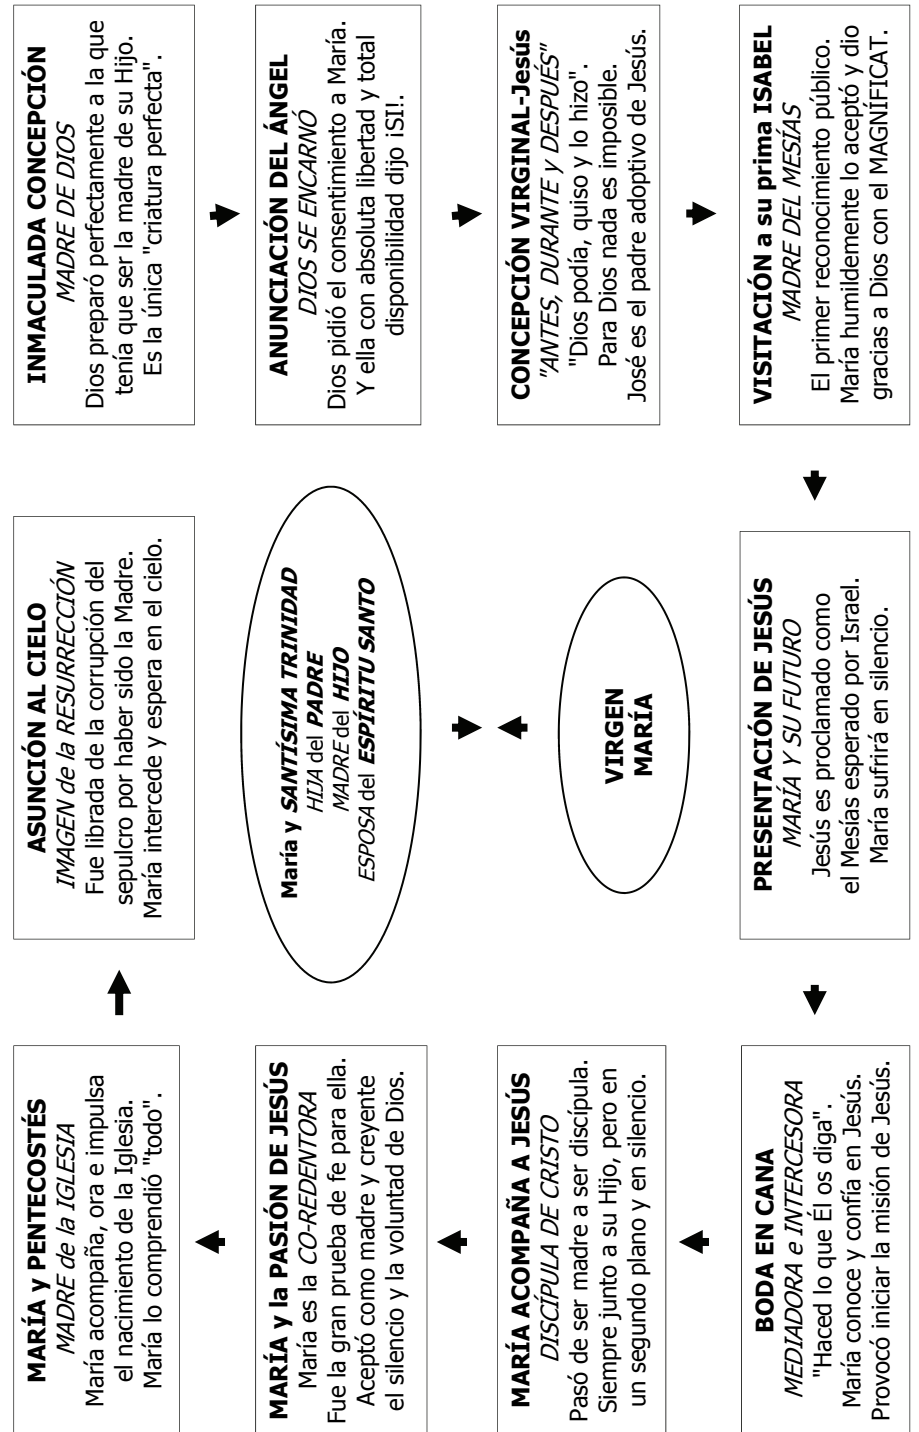 MARÍA y PENTECOSTÉS
MADRE de la IGLESIA
María acompaña, ora e impulsa
el nacimiento de la Iglesia.
María lo comprendió "todo".
ASUNCIÓN AL CIELO
IMAGEN de la RESURRECCIÓN
Fue librada de la corrupción del
sepulcro por haber sido la Madre.
María intercede y espera en el cielo.
INMACULADA CONCEPCIÓN
MADRE DE DIOS
Dios preparó perfectamente a la que
tenía que ser la madre de su Hijo.
Es la única "criatura perfecta".
MARÍA y la PASIÓN DE JESÚS
María es la CO-REDENTORA
Fue la gran prueba de fe para ella.
Aceptó como madre y creyente
el silencio y la voluntad de Dios.
María y SANTÍSIMA TRINIDAD
HIJA del PADRE
MADRE del HIJO
ESPOSA del ESPÍRITU SANTO
ANUNCIACIÓN DEL ÁNGEL
DIOS SE ENCARNÓ
Dios pidió el consentimiento a María.
Y ella con absoluta libertad y total
disponibilidad dijo ¡SI!.
MARÍA ACOMPAÑA A JESÚS
DISCÍPULA DE CRISTO
Pasó de ser madre a ser discípula.
Siempre junto a su Hijo, pero en
un segundo plano y en silencio.
VIRGEN
MARÍA
CONCEPCIÓN VIRGINAL-Jesús
"ANTES, DURANTE y DESPUÉS"
"Dios podía, quiso y lo hizo".
Para Dios nada es imposible.
José es el padre adoptivo de Jesús.
BODA EN CANA
MEDIADORA e INTERCESORA
"Haced lo que Él os diga".
María conoce y confía en Jesús.
Provocó iniciar la misión de Jesús.
PRESENTACIÓN DE JESÚS
MARÍA Y SU FUTURO
Jesús es proclamado como
el Mesías esperado por Israel.
María sufrirá en silencio.
VISITACIÓN a su prima ISABEL
MADRE DEL MESÍAS
El primer reconocimiento público.
María humildemente lo aceptó y dio
gracias a Dios con el MAGNÍFICAT.